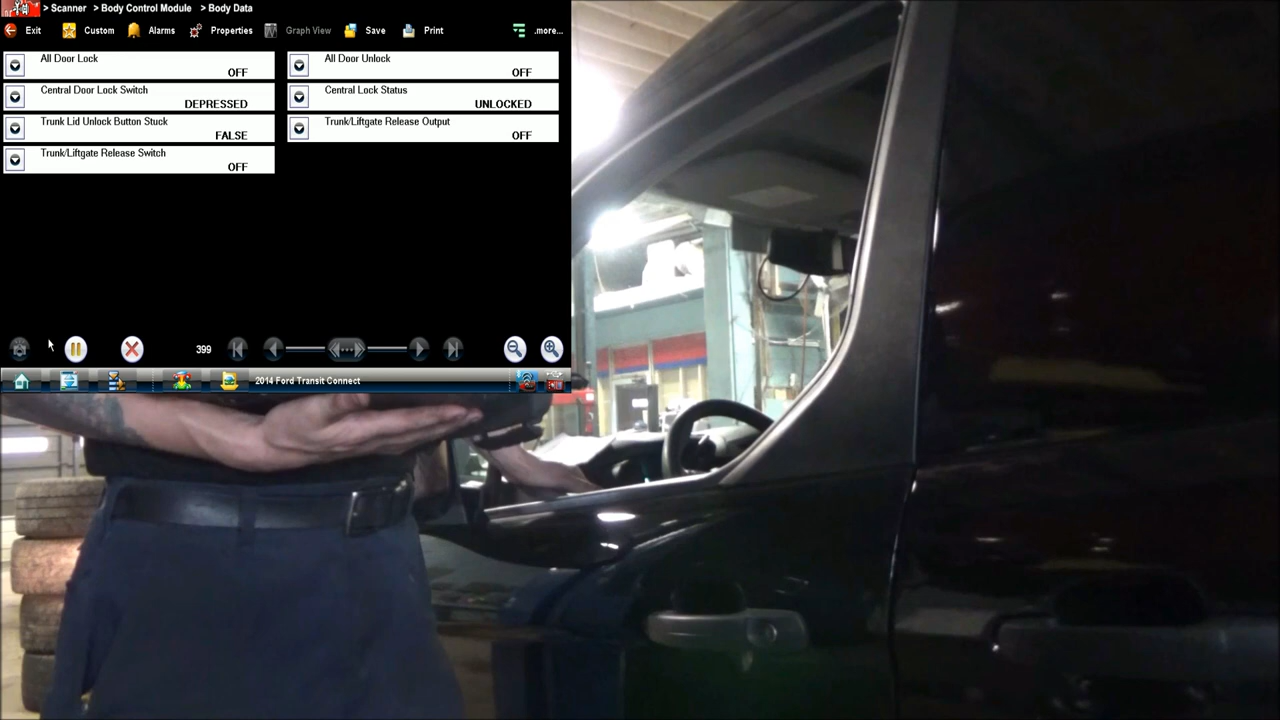 > Scanner > Body Control Module > Body Data
Exit Custom Alarms Properties Graph View Save Print .more...
All Door Lock
OFF
All Door Unlock
OFF
Central Door Lock Switch
DEPRESSED
Central Lock Status
UNLOCKED
Trunk Lid Unlock Button Stuck
FALSE
Trunk/Liftgate Release Output
OFF
Trunk/Liftgate Release Switch
OFF
399
2014 Ford Transit Connect